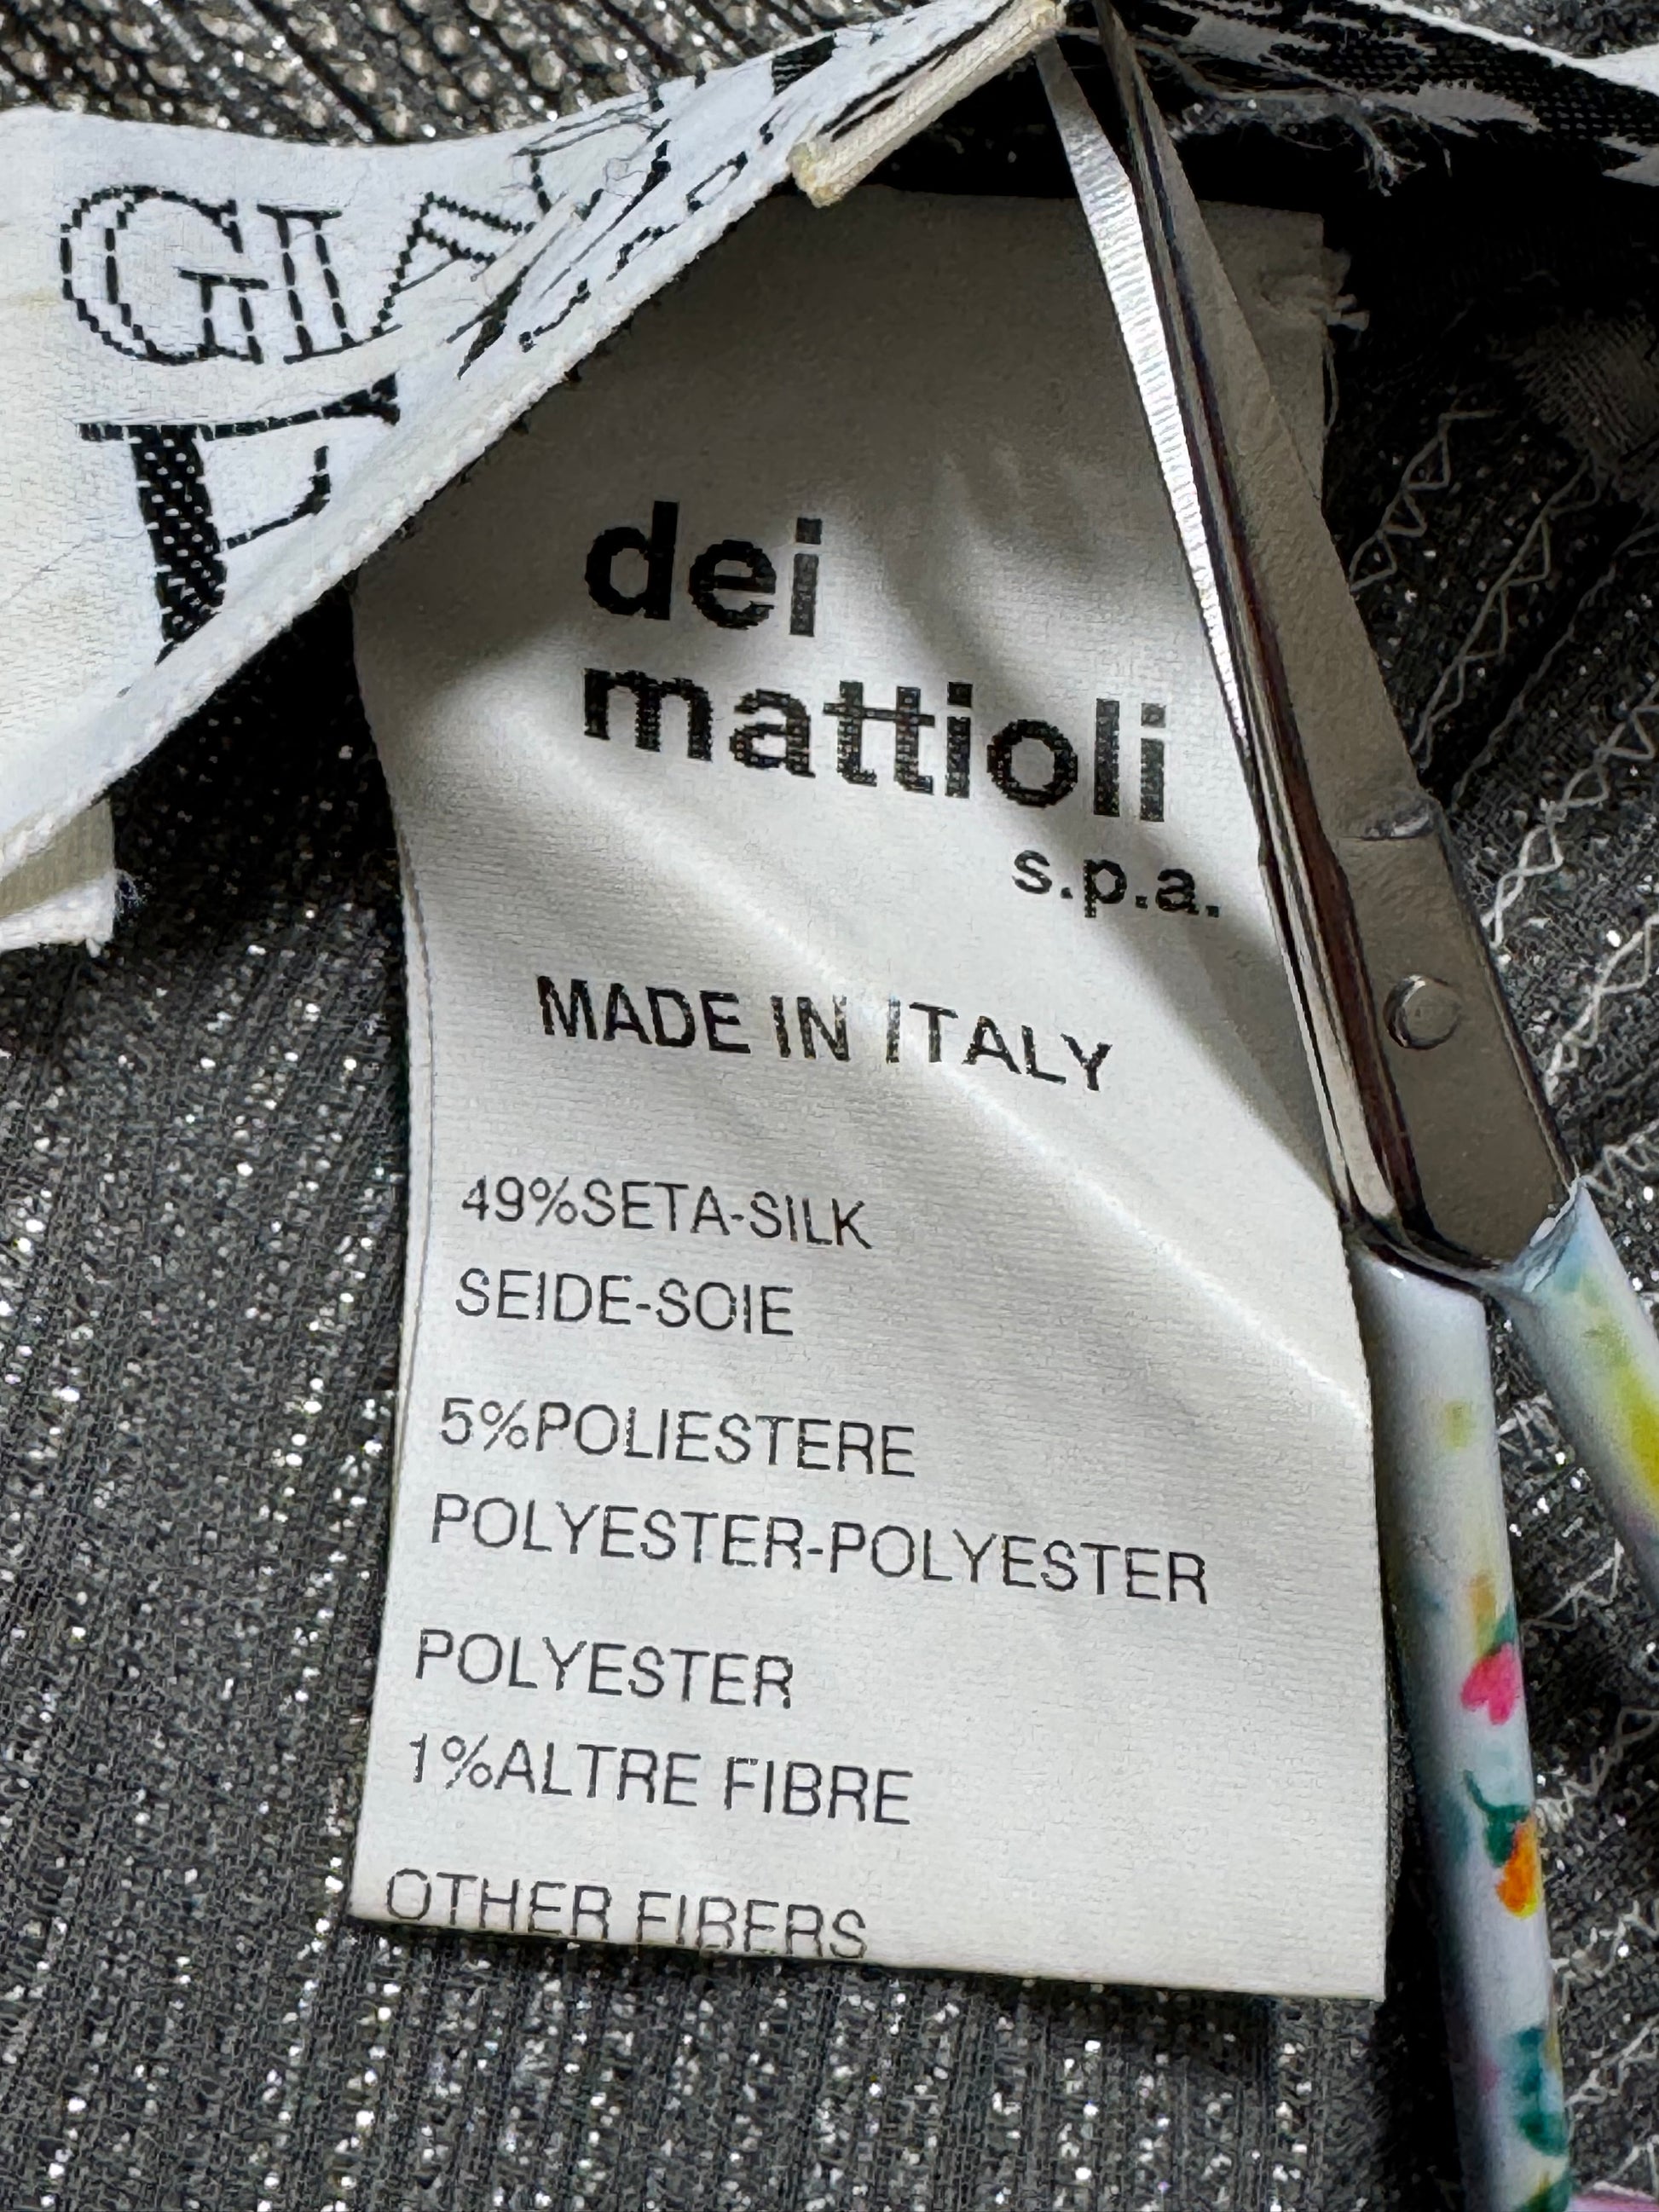 dei
mattioli
s.p.a.
MADE IN ITALY
49%SETA-SILK
SEIDE-SOIE
5%POLIESTERE
POLYESTER-POLYESTER
POLYESTER
1%ALTRE FIBRE
OTHER FIBERS